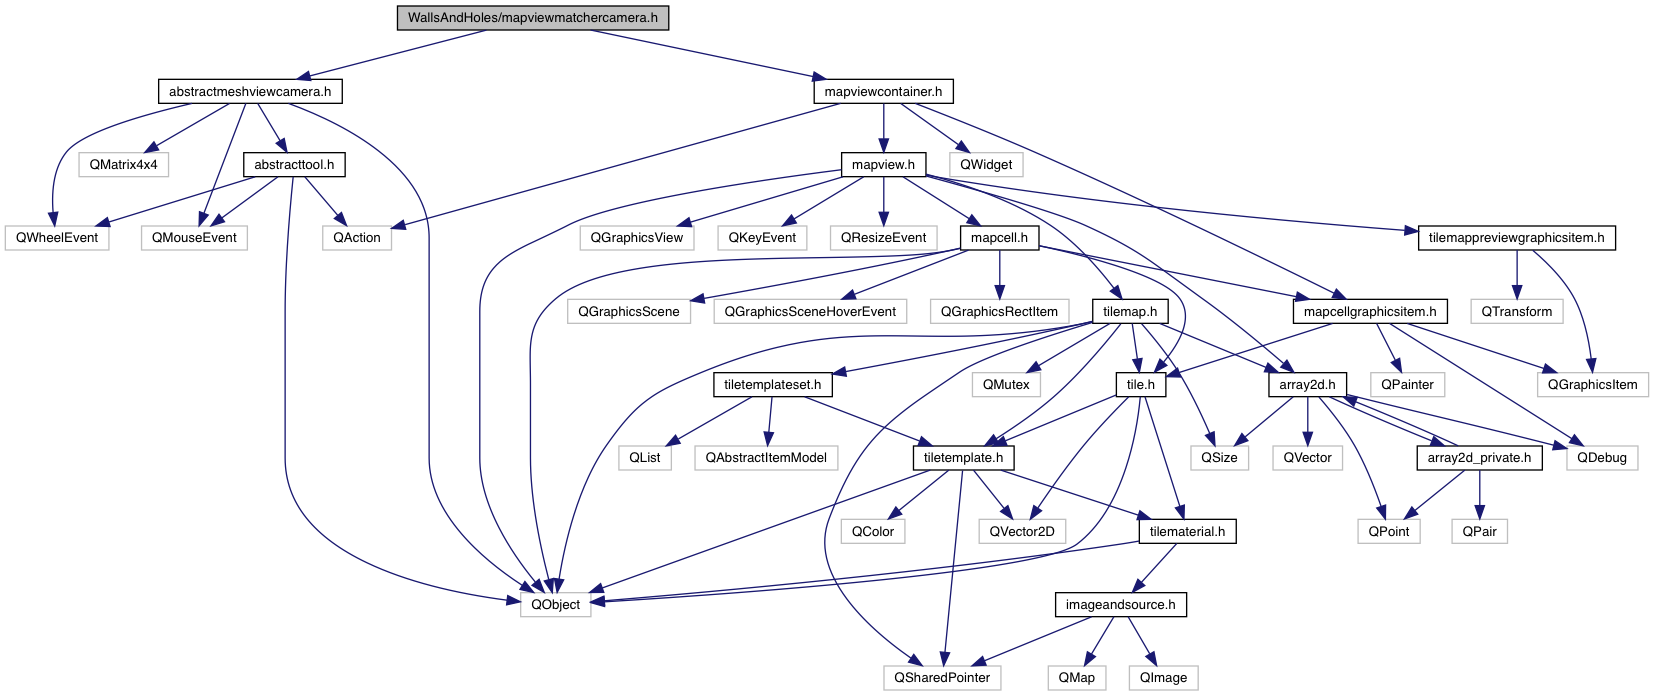 WallsAndHoles/mapviewmatchercamera.h
abstractmeshviewcamera.h
mapviewcontainer.h
QMatrix4x4
abstracttool.h
mapview.h
QWidget
QWheelEvent
QMouseEvent
QAction
QGraphicsView
QKeyEvent
QResizeEvent
mapcell.h
tilemappreviewgraphicsitem.h
QGraphicsScene
QGraphicsSceneHoverEvent
QGraphicsRectItem
tilemap.h
mapcellgraphicsitem.h
QTransform
tiletemplateset.h
QMutex
tile.h
array2d.h
QPainter
QGraphicsItem
QList
QAbstractItemModel
tiletemplate.h
QSize
QVector
array2d_private.h
QDebug
QColor
QVector2D
tilematerial.h
QPoint
QPair
QObject
imageandsource.h
QSharedPointer
QMap
QImage